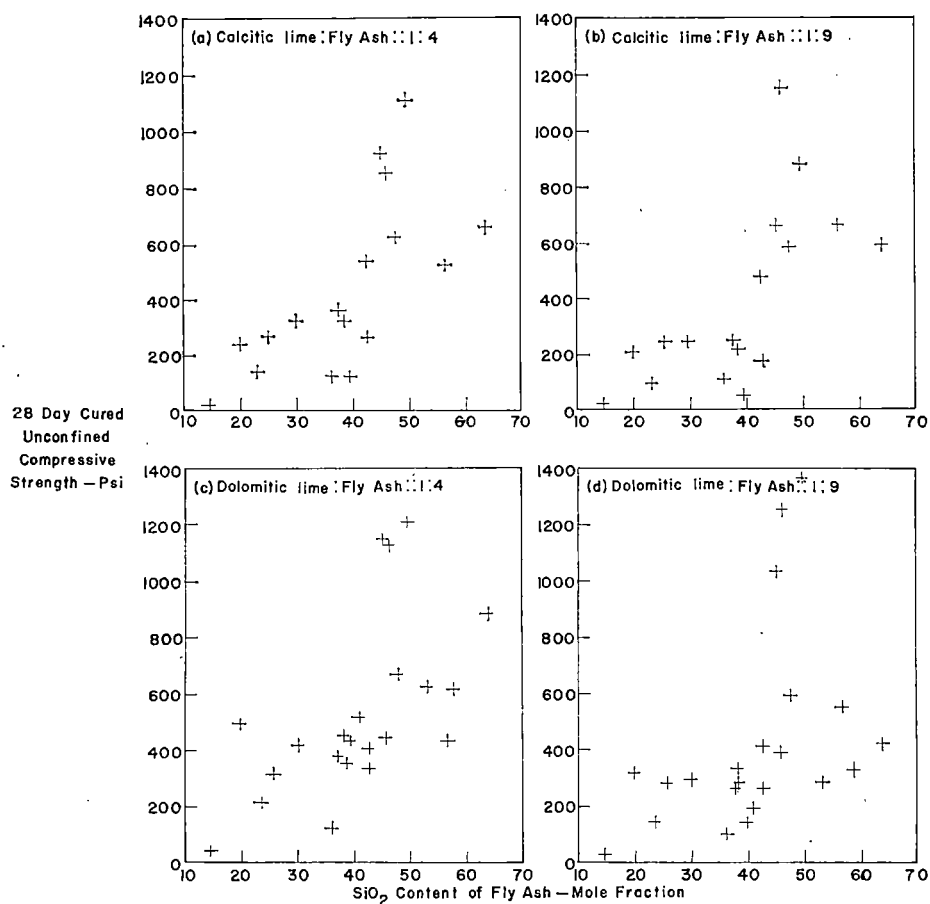 (a) Calcitic lime : Fly Ash :: 1 : 4
1400
1200
1000
800
600
400
200
0
10 20 30 40 50 60 70
(b) Calcitic lime : Fly Ash :: 1 : 9
1400
1200
1000
800
600
400
200
0
10 20 30 40 50 60 70
28 Day Cured
Unconfined
Compressive
Strength — Psi
(c) Dolomitic lime : Fly Ash :: 1 : 4
1400
1200
1000
800
600
400
200
0
10 20 30 40 50 60 70
(d) Dolomitic lime : Fly Ash :: 1 : 9
1400
1200
1000
800
600
400
200
0
10 20 30 40 50 60 70
SiO₂ Content of Fly Ash — Mole Fraction